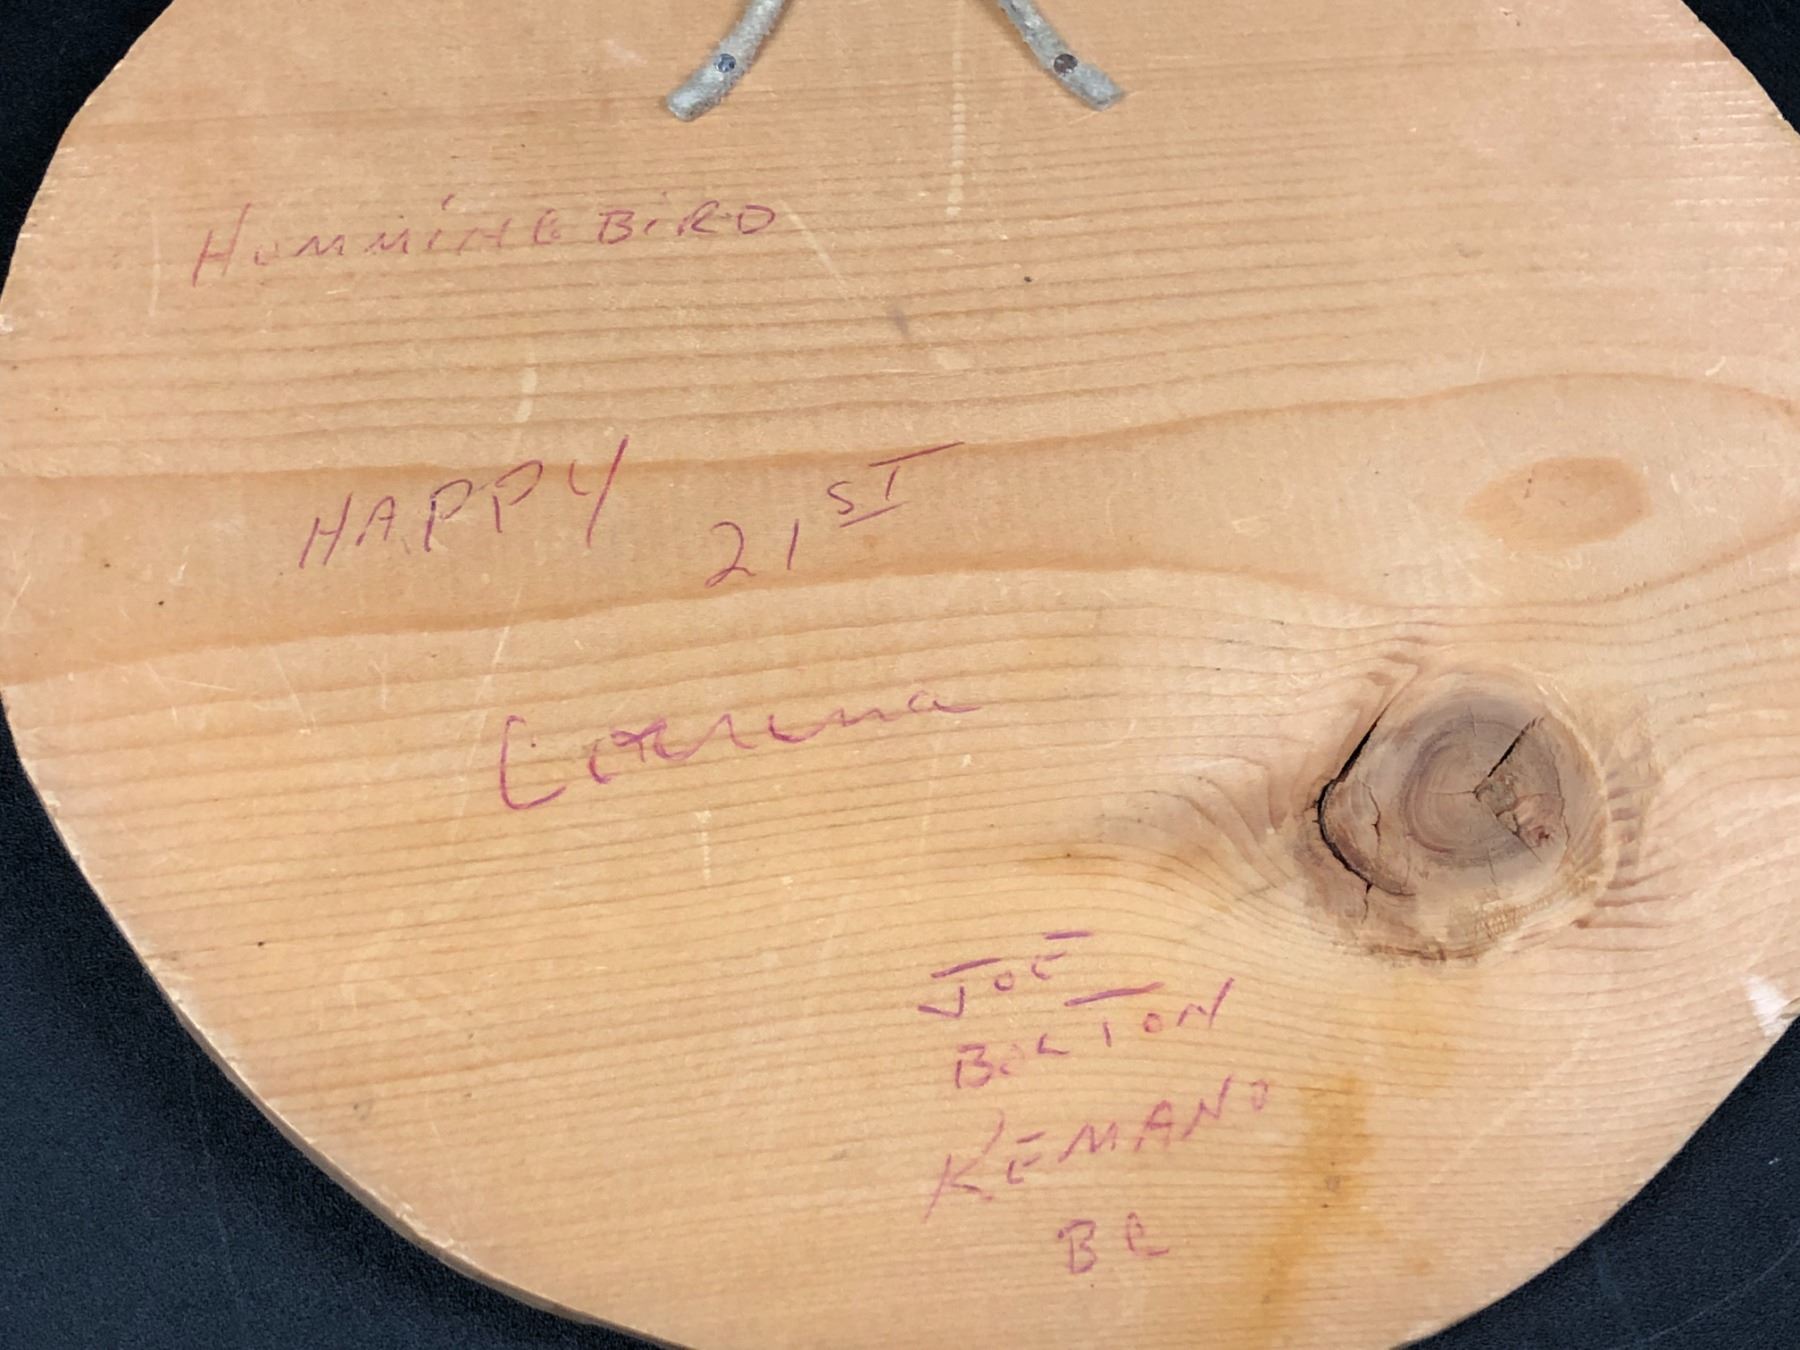 HUMMINGBIRD
HAPPY 21ST
JOE
BOLTON
KEMANO
BC